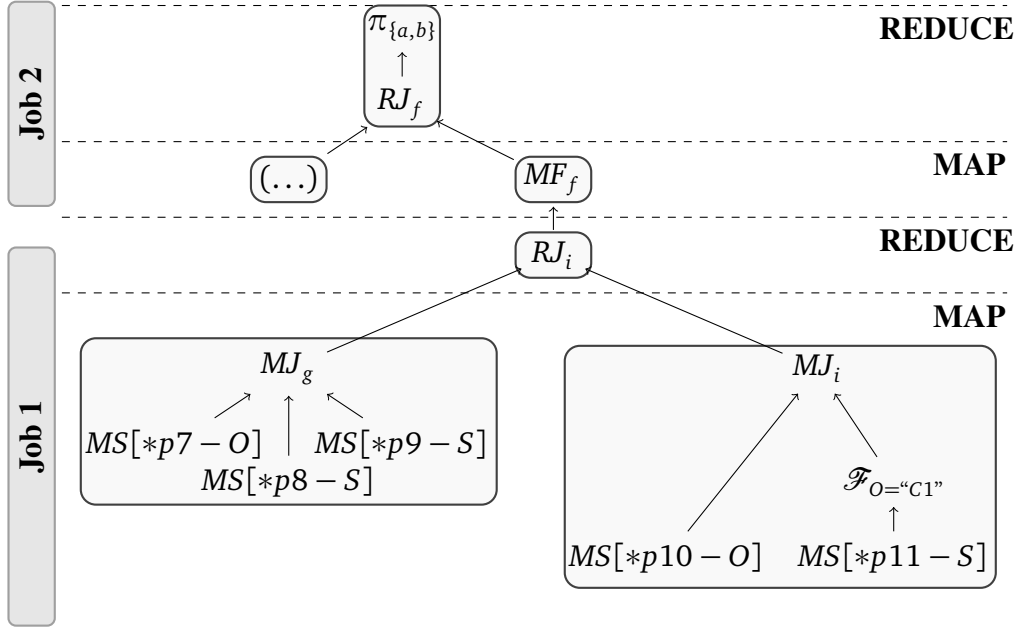 π{a,b}
REDUCE
Job 2
RJf
(...)
MFf
MAP
RJi
REDUCE
MAP
MJg
MJi
Job 1
MS[*p7 − O]
MS[*p9 − S]
MS[*p8 − S]
ℱO=“C1”
MS[*p10 − O]
MS[*p11 − S]